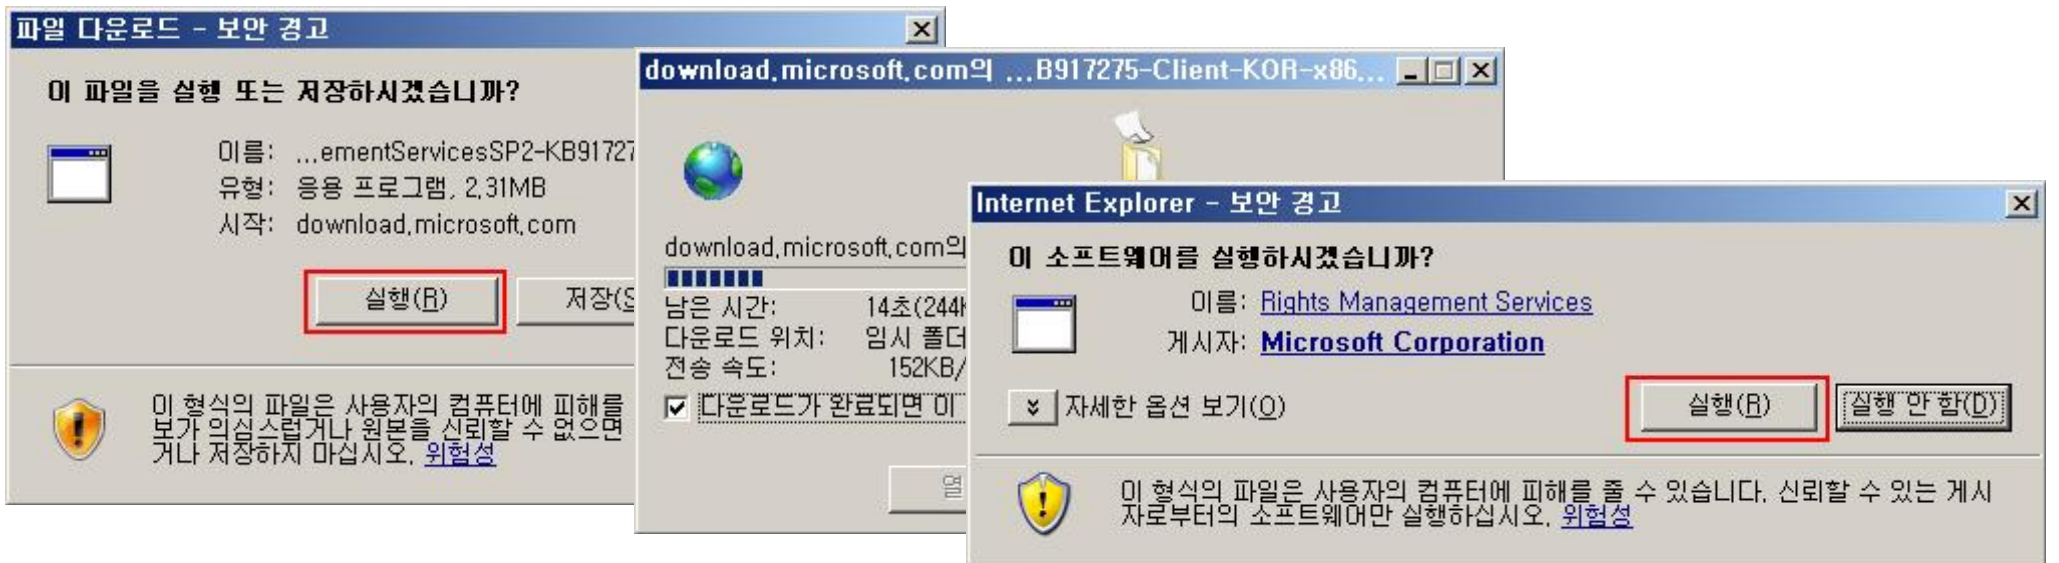 파일 다운로드 - 보안 경고
이 파일을 실행 또는 저장하시겠습니까?
이름: ...ementServicesSP2-KB91727
유형: 응용 프로그램, 2,31MB
시작: download,microsoft,com
실행(R)
저장(S
이 형식의 파일은 사용자의 컴퓨터에 피해를
보가 의심스럽거나 원본을 신뢰할 수 없으면
거나 저장하지 마십시오, 위험성
download,microsoft,com의 ...B917275-Client-KOR-x86...
download,microsoft,com의
남은 시간: 14초(244K
다운로드 위치: 임시 폴더
전송 속도: 152KB/
다운로드가 완료되면 이
열
Internet Explorer - 보안 경고
이 소프트웨어를 실행하시겠습니까?
이름: Rights Management Services
게시자: Microsoft Corporation
자세한 옵션 보기(O)
실행(R)
실행 안 함(D)
이 형식의 파일은 사용자의 컴퓨터에 피해를 줄 수 있습니다, 신뢰할 수 있는 게시
자로부터의 소프트웨어만 실행하십시오, 위험성